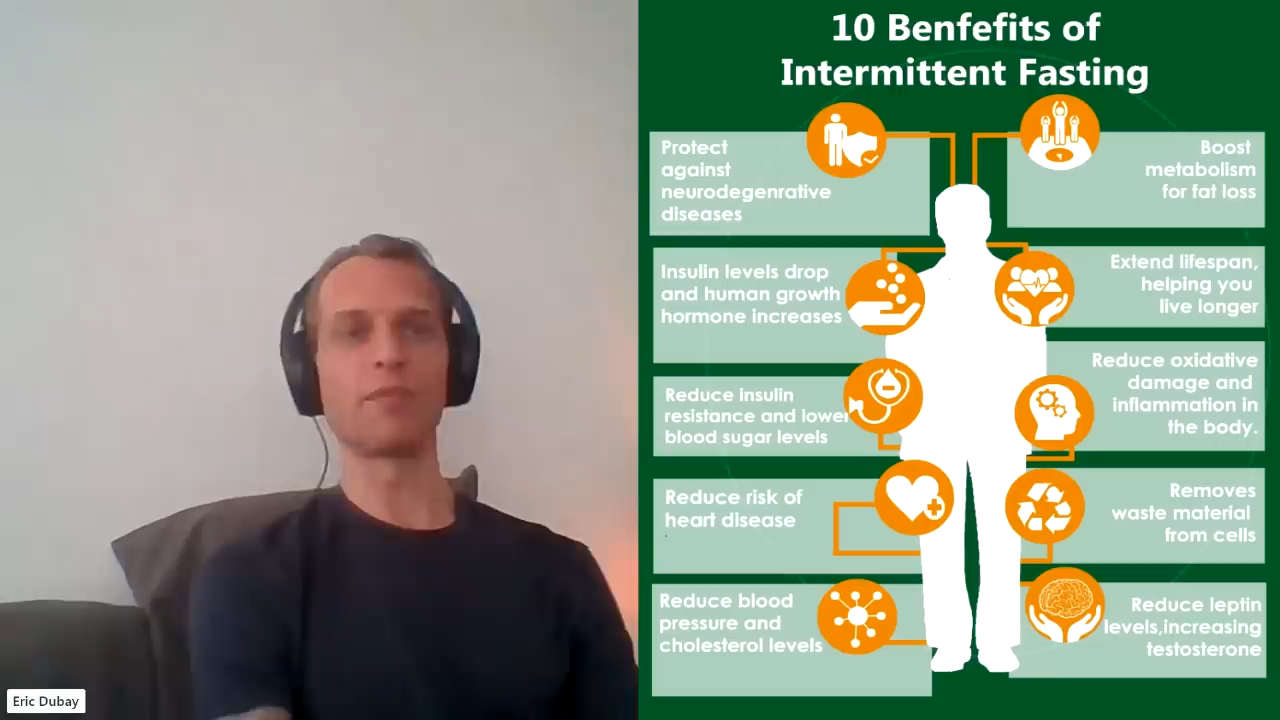 10 Benfefits of
Intermittent Fasting
Protect
against
neurodegenrative
diseases
Boost
metabolism
for fat loss
Insulin levels drop
and human growth
hormone increases
Extend lifespan,
helping you
live longer
Reduce insulin
resistance and lower
blood sugar levels
Reduce oxidative
damage and
inflammation in
the body.
Reduce risk of
heart disease
Removes
waste material
from cells
Reduce blood
pressure and
cholesterol levels
Reduce leptin
levels,increasing
testosterone
Eric Dubay